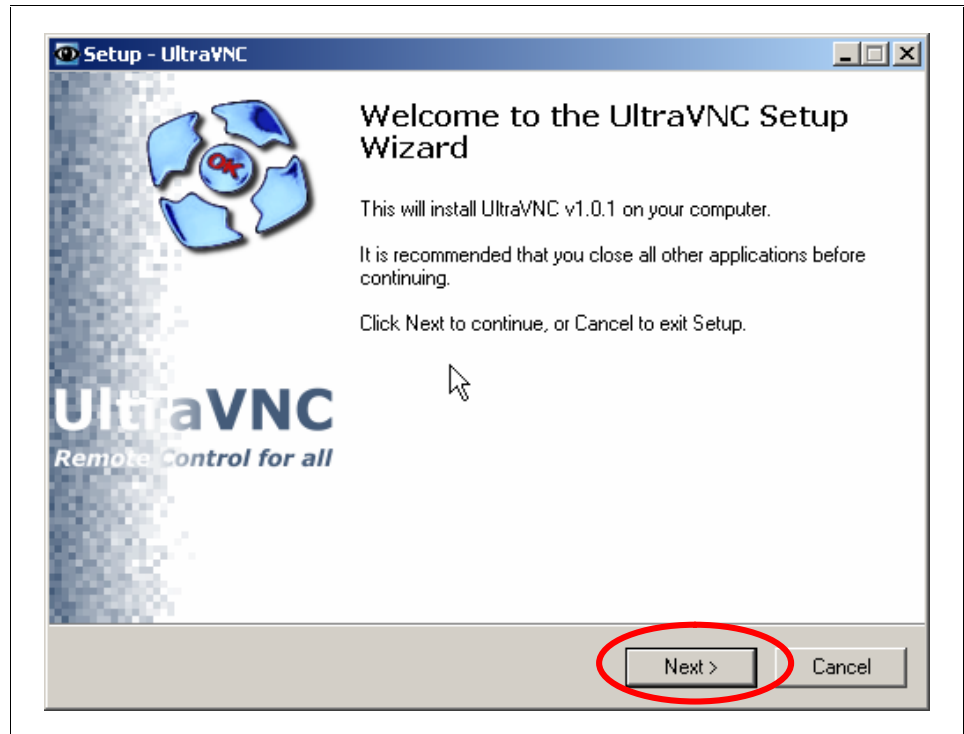 Setup - UltraVNC
OK
Welcome to the UltraVNC Setup
Wizard
This will install UltraVNC v1.0.1 on your computer.
It is recommended that you close all other applications before
continuing.
Click Next to continue, or Cancel to exit Setup.
UltraVNC
Remote Control for all
Next >
Cancel